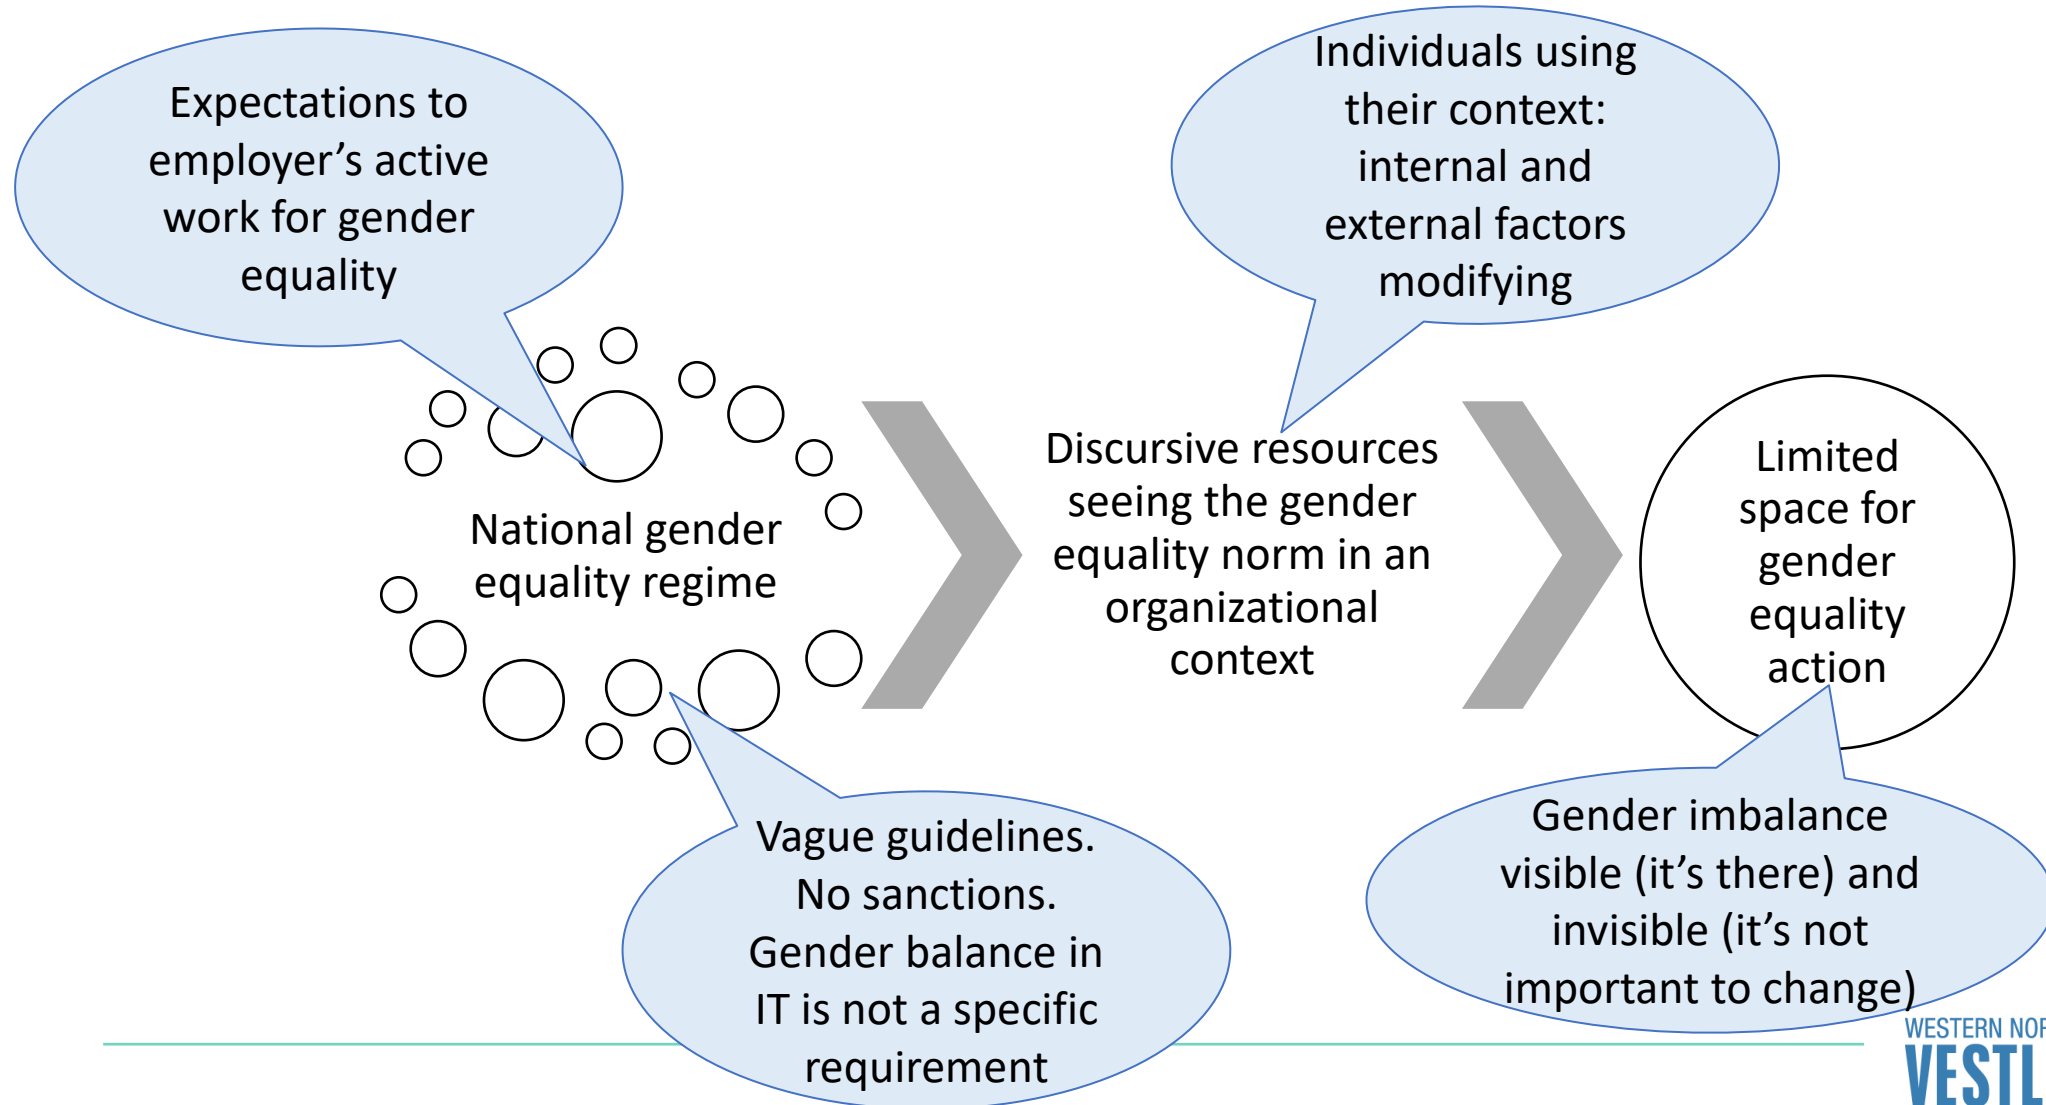 Expectations to
employer’s active
work for gender
equality
Individuals using
their context:
internal and
external factors
modifying
National gender
equality regime
Discursive resources
seeing the gender
equality norm in an
organizational
context
Limited
space for
gender
equality
action
Vague guidelines.
No sanctions.
Gender balance in
IT is not a specific
requirement
Gender imbalance
visible (it’s there) and
invisible (it’s not
important to change)
WESTERN NOR
VESTL